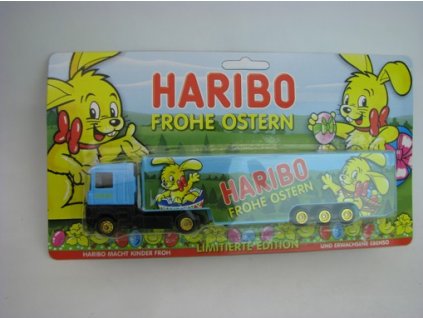 HARIBO
FROHE OSTERN
HARIBO
FROHE OSTERN
LIMITIERTE EDITION
HARIBO MACHT KINDER FROH
UND ERWACHSENE EBENSO